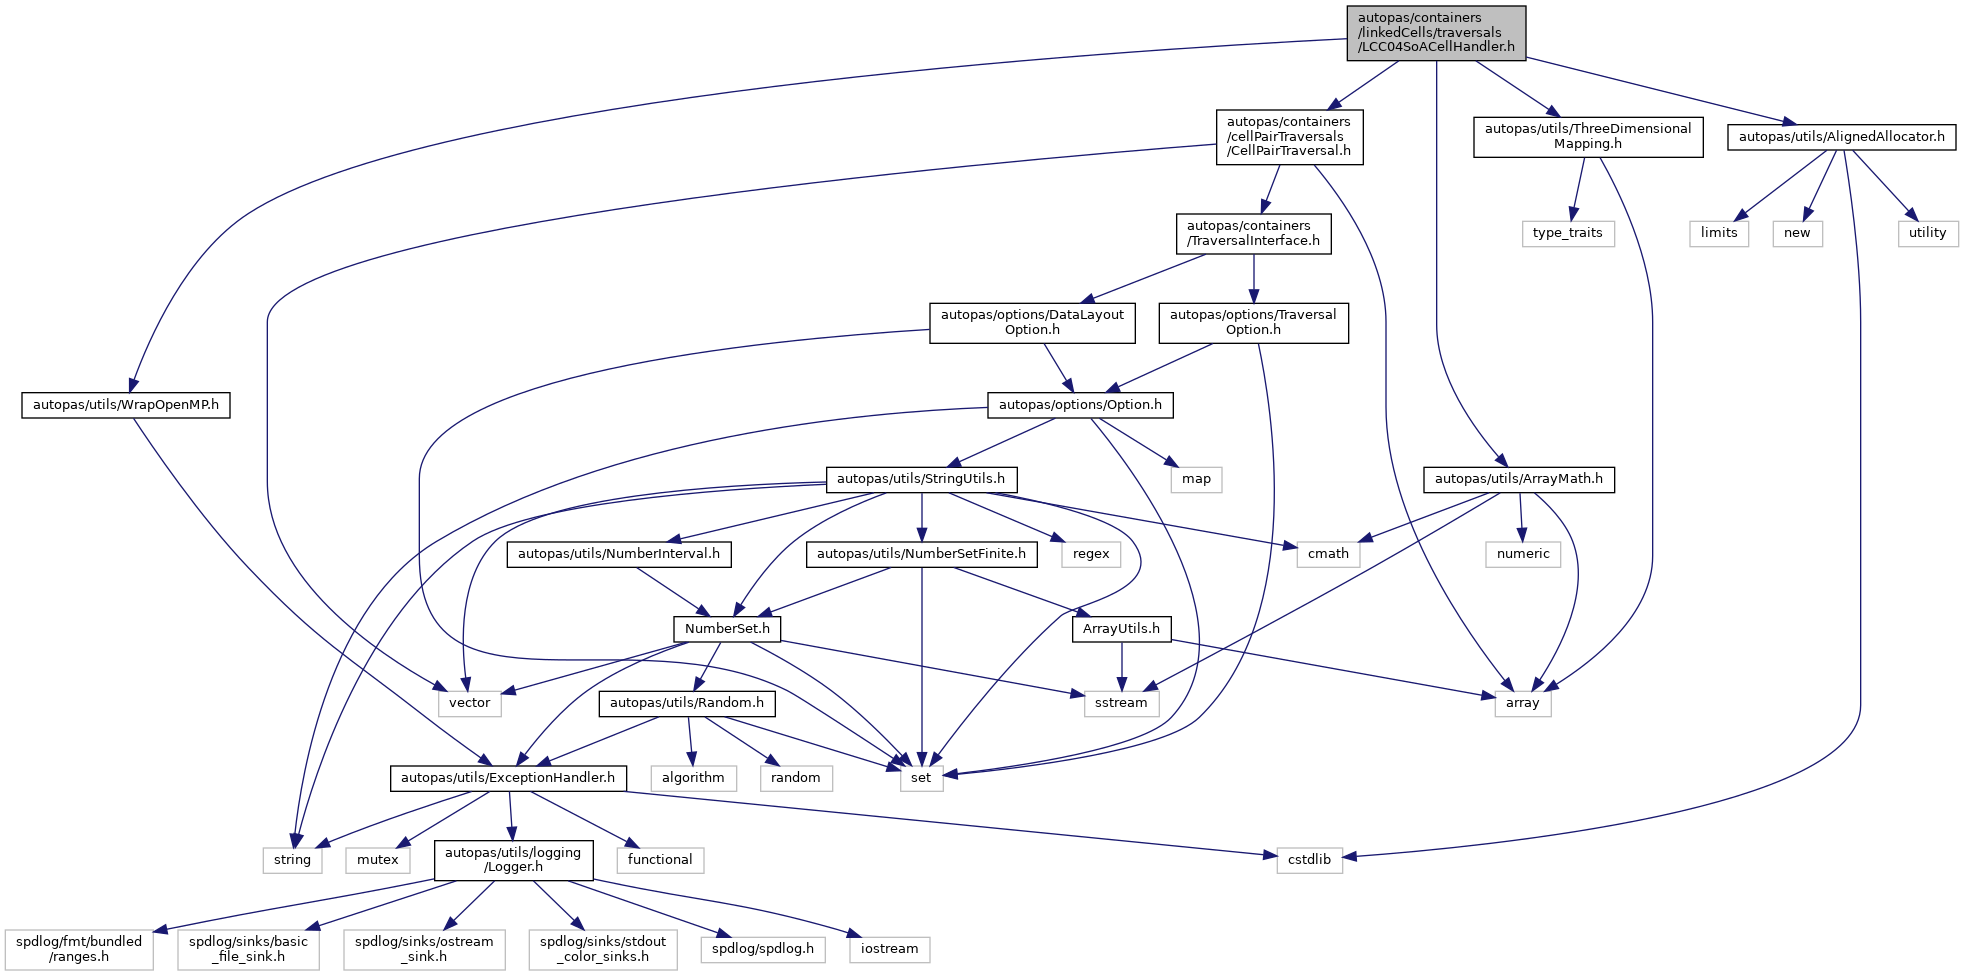 autopas/containers
/linkedCells/traversals
/LCC04SoACellHandler.h
autopas/containers
/cellPairTraversals
/CellPairTraversal.h
autopas/utils/ThreeDimensional
Mapping.h
autopas/utils/AlignedAllocator.h
autopas/containers
/TraversalInterface.h
type_traits
limits
new
utility
autopas/options/DataLayout
Option.h
autopas/options/Traversal
Option.h
autopas/utils/WrapOpenMP.h
autopas/options/Option.h
autopas/utils/StringUtils.h
map
autopas/utils/ArrayMath.h
autopas/utils/NumberInterval.h
autopas/utils/NumberSetFinite.h
regex
cmath
numeric
NumberSet.h
ArrayUtils.h
vector
autopas/utils/Random.h
sstream
array
autopas/utils/ExceptionHandler.h
algorithm
random
set
string
mutex
autopas/utils/logging
/Logger.h
functional
cstdlib
spdlog/fmt/bundled
/ranges.h
spdlog/sinks/basic
_file_sink.h
spdlog/sinks/ostream
_sink.h
spdlog/sinks/stdout
_color_sinks.h
spdlog/spdlog.h
iostream